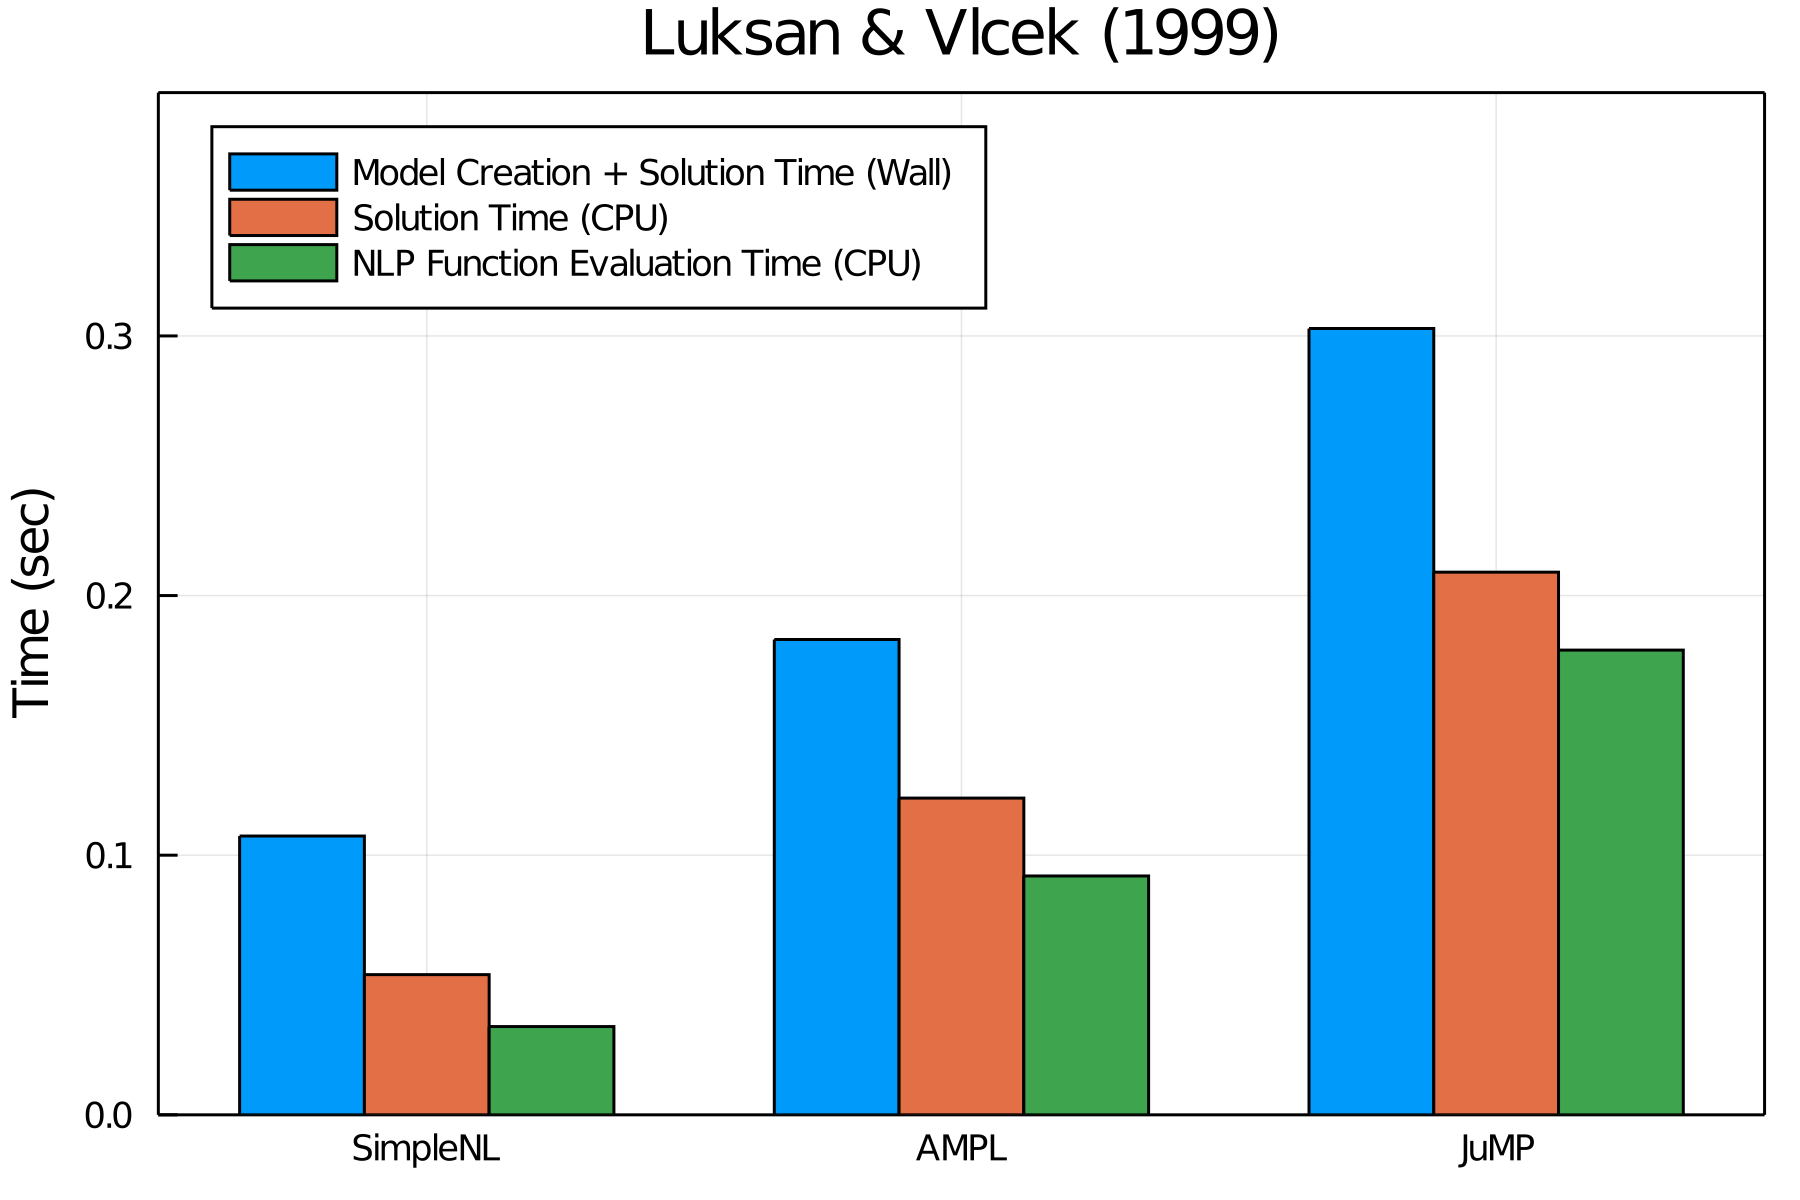 Luksan & Vlcek (1999)
Model Creation + Solution Time (Wall)
Solution Time (CPU)
NLP Function Evaluation Time (CPU)
Time (sec)
0.3
0.2
0.1
0.0
SimpleNL
AMPL
JuMP